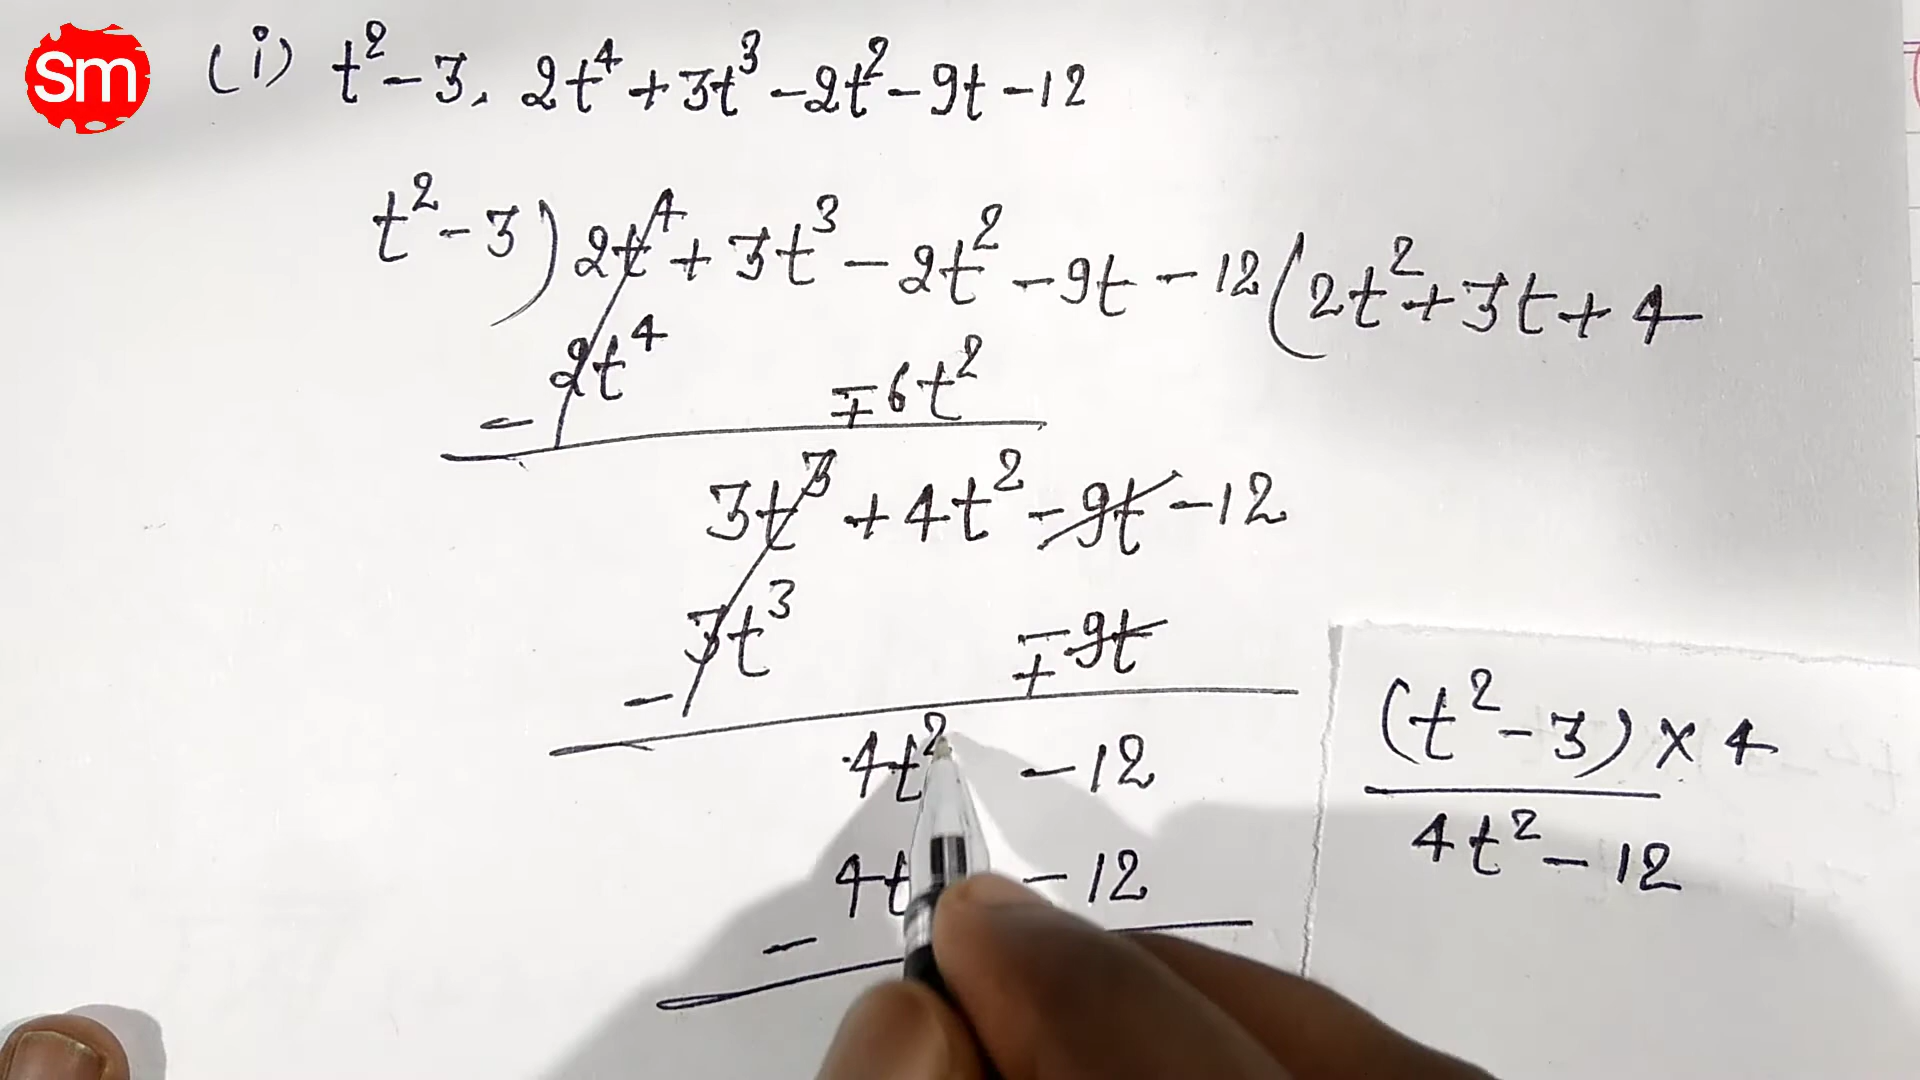 Sm
(i) t² - 3, 2t⁴ + 3t³ - 2t² - 9t - 12
t² - 3) 2t⁴ + 3t³ - 2t² - 9t - 12 (2t² + 3t + 4
2t⁴ ∓ 6t²
-
3t³ + 4t² - 9t - 12
3t³ ∓ 9t
-
4t² - 12
4t - 12
-
(t² - 3) × 4
4t² - 12